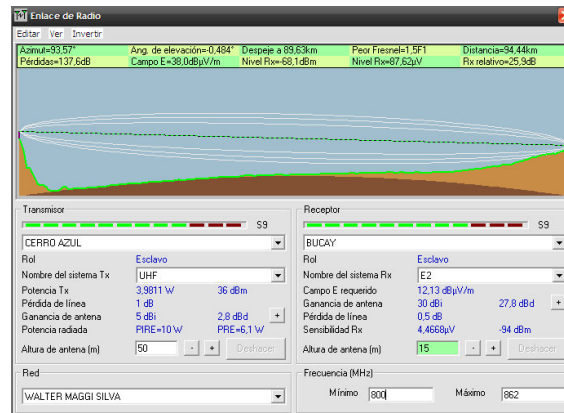 Enlace de Radio
Editar Ver Invertir
Azimut=93,57° Ang. de elevación=-0,484° Despeje a 89,63km Peor Fresnel=1,5F1 Distancia=94,44km
Pérdidas=137,6dB Campo E=38,0dBµV/m Nivel Rx=-68,1dBm Nivel Rx=87,62µV Rx relativo=25,9dB
Transmisor Receptor
S9 S9
CERRO AZUL BUCAY
Rol Esclavo Rol Esclavo
Nombre del sistema Tx UHF Nombre del sistema Rx E2
Potencia Tx 3,9811 W 36 dBm Campo E requerido 12,13 dBµV/m
Pérdida de línea 1 dB Ganancia de antena 30 dBi 27,8 dBd +
Ganancia de antena 5 dBi 2,8 dBd + Pérdida de línea 0,5 dB
Potencia radiada PIRE=10 W PRE=6,1 W Sensibilidad Rx 4,4668µV -94 dBm
Altura de antena (m) 50 - + Deshacer Altura de antena (m) 15 - + Deshacer
Red Frecuencia (MHz)
WALTER MAGGI SILVA Mínimo 800 Máximo 862